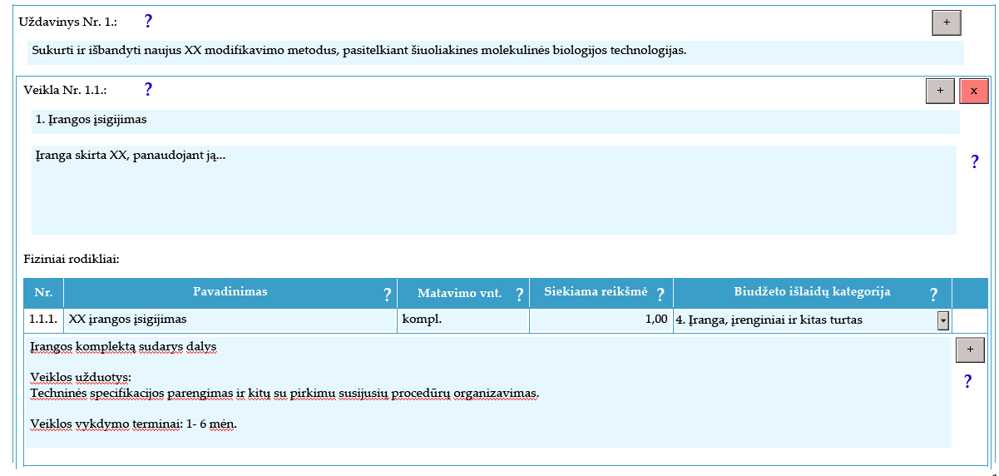 Uždavinys Nr. 1.: ? +
Sukurti ir išbandyti naujus XX modifikavimo metodus, pasitelkiant šiuoliakines molekulinės biologijos technologijas.
Veikla Nr. 1.1.: ? + x
1. Įrangos įsigijimas
Įranga skirta XX, panaudojant ją...
?
Fiziniai rodikliai:
Nr. Pavadinimas ? Matavimo vnt. ? Siekiama reikšmė ? Biudžeto išlaidų kategorija ?
1.1.1. XX įrangos įsigijimas kompl. 1,00 4. Įranga, įrenginiai ir kitas turtas
Įrangos komplektą sudarys dalys
+
Veiklos užduotys:
?
Techninės specifikacijos parengimas ir kitų su pirkimu susijusių procedūrų organizavimas.
Veiklos vykdymo terminai: 1- 6 mėn.